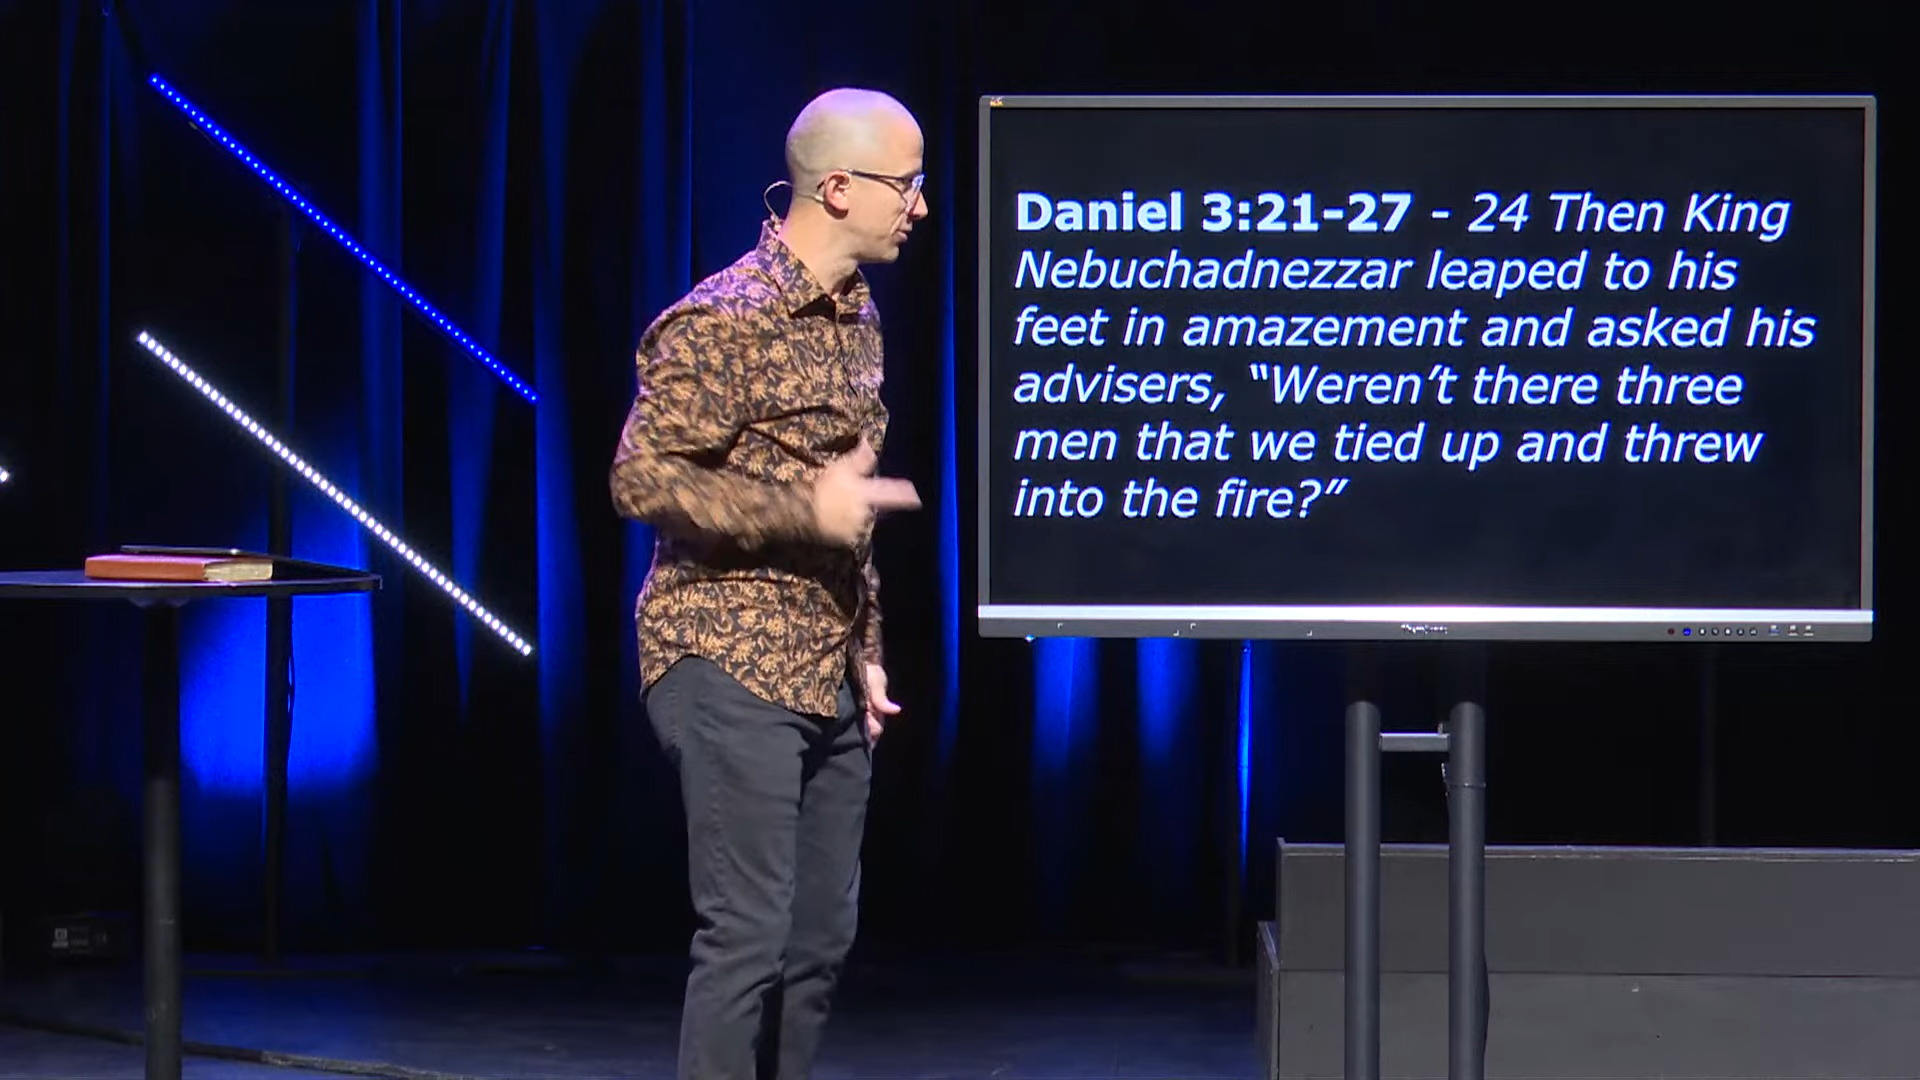 Daniel 3:21-27 - 24 Then King
Nebuchadnezzar leaped to his
feet in amazement and asked his
advisers, “Weren’t there three
men that we tied up and threw
into the fire?”